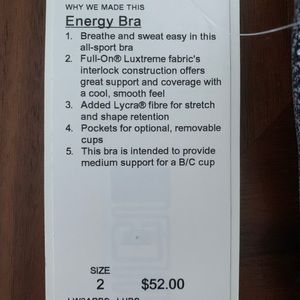 WHY WE MADE THIS
Energy Bra
1. Breathe and sweat easy in this
all-sport bra
2. Full-On® Luxtreme fabric's
interlock construction offers
great support and coverage with
a cool, smooth feel
3. Added Lycra® fibre for stretch
and shape retention
4. Pockets for optional, removable
cups
5. This bra is intended to provide
medium support for a B/C cup
SIZE
2 $52.00